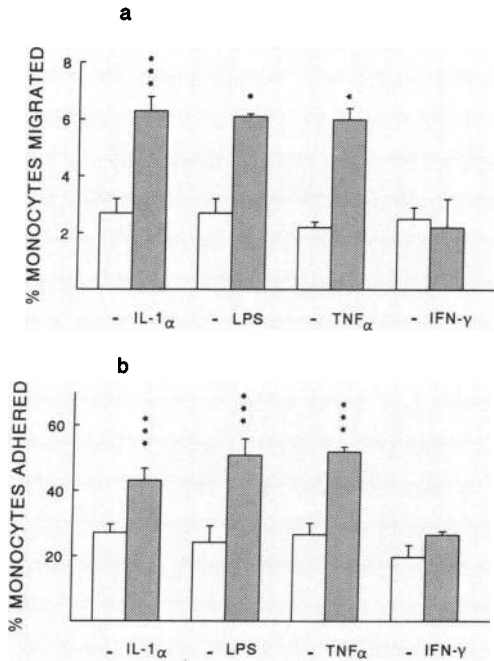 a
% MONOCYTES MIGRATED
8
6
4
2
***
*
*
- IL-1α - LPS - TNFα - IFN-γ
b
% MONOCYTES ADHERED
60
40
20
***
***
***
- IL-1α - LPS - TNFα - IFN-γ